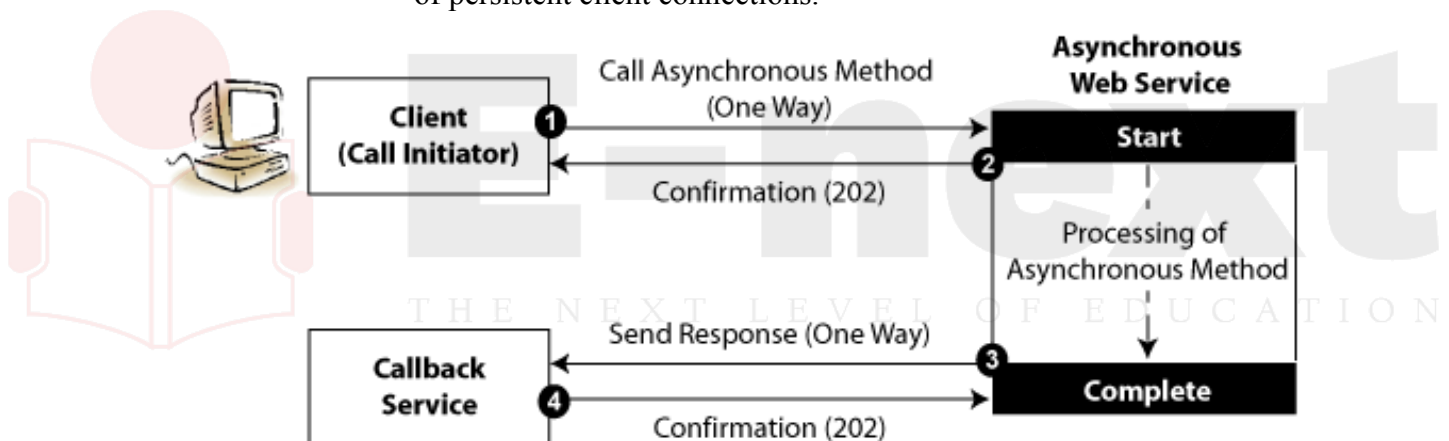 of persistent client connections.
Asynchronous
Web Service
Call Asynchronous Method
(One Way)
Client
(Call Initiator)
1
Start
2
Confirmation (202)
Processing of
Asynchronous Method
E-next
THE NEXT LEVEL OF EDUCATION
Send Response (One Way)
3
Callback
Service
4
Complete
Confirmation (202)